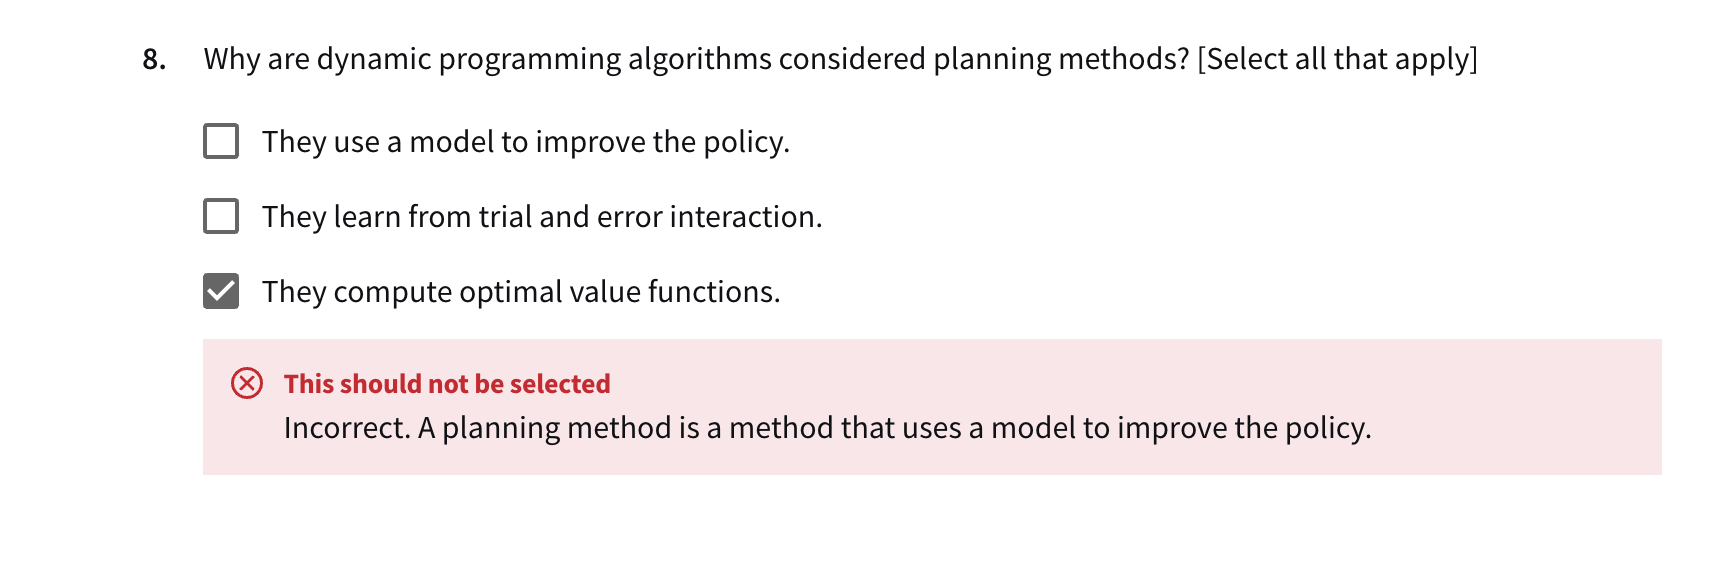 8. Why are dynamic programming algorithms considered planning methods? [Select all that apply]
They use a model to improve the policy.
They learn from trial and error interaction.
They compute optimal value functions.
This should not be selected
Incorrect. A planning method is a method that uses a model to improve the policy.